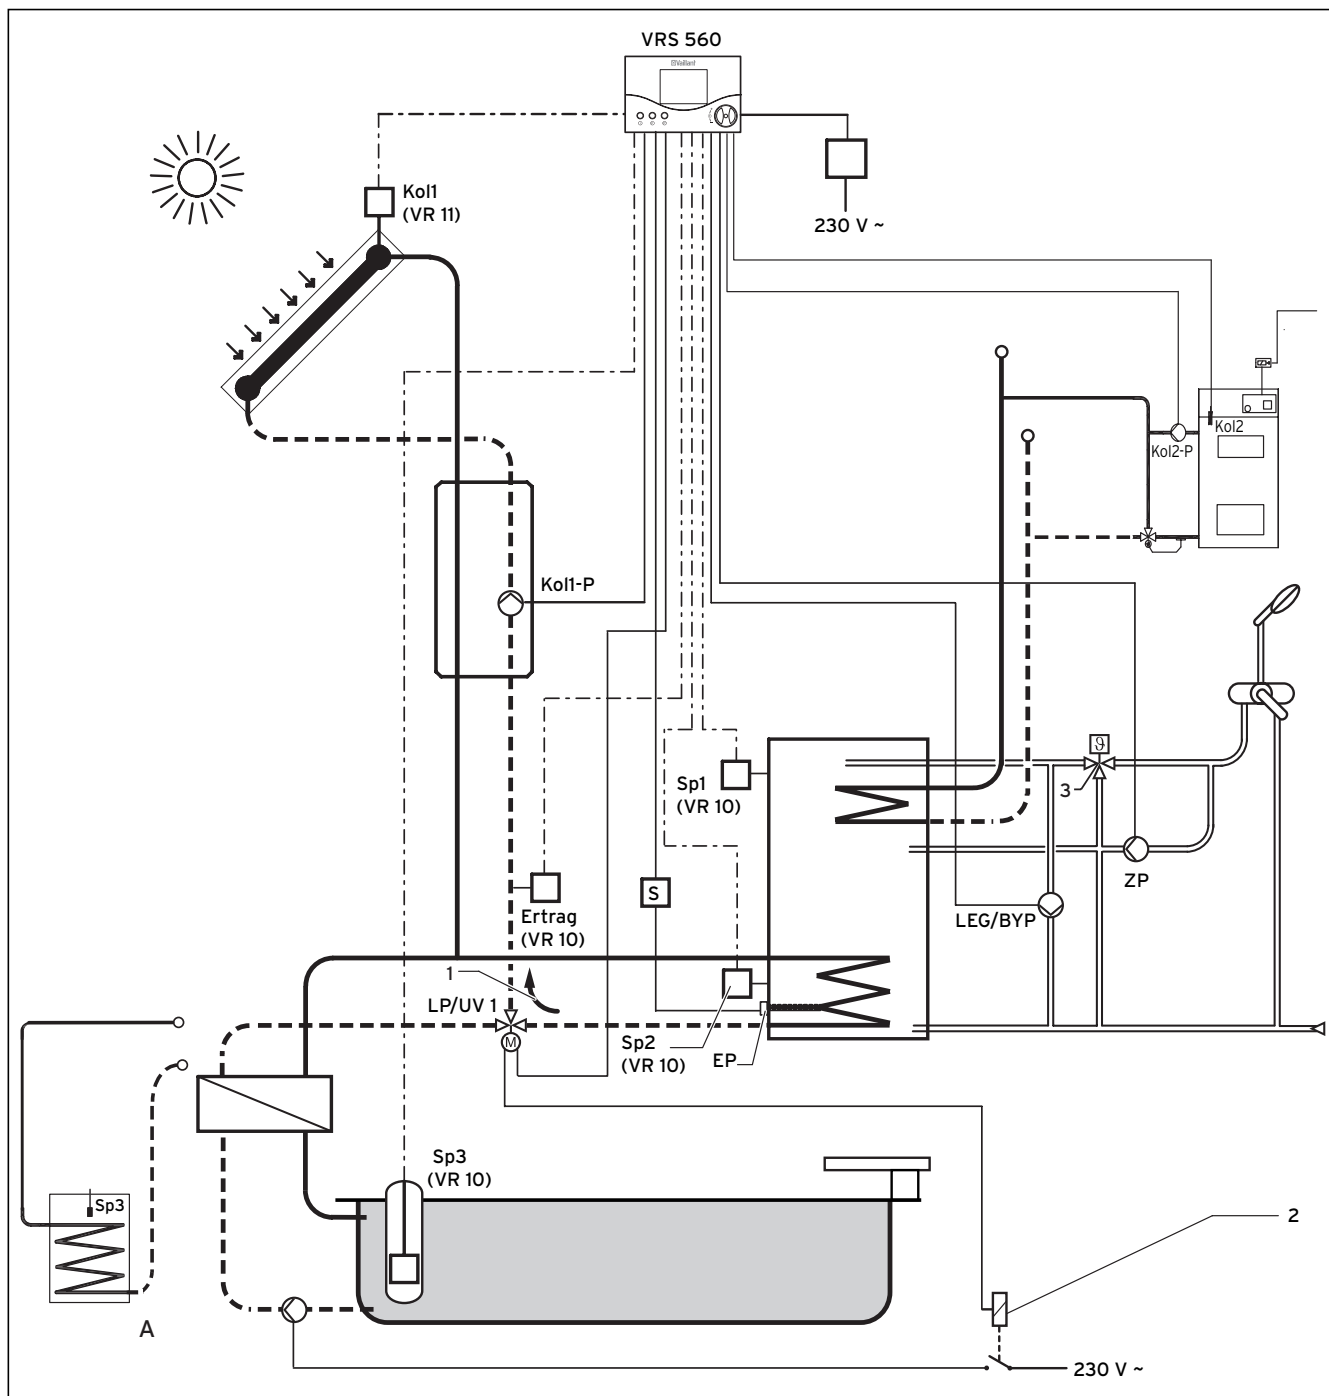 VRS 560
Vaillant
Kol1
(VR 11)
230 V ~
Kol2
Kol2-P
Kol1-P
Sp1
(VR 10)
ϑ
3
ZP
S
Ertrag
(VR 10)
LEG/BYP
1
LP/UV 1
M
Sp2
(VR 10)
EP
Sp3
(VR 10)
Sp3
2
A
230 V ~